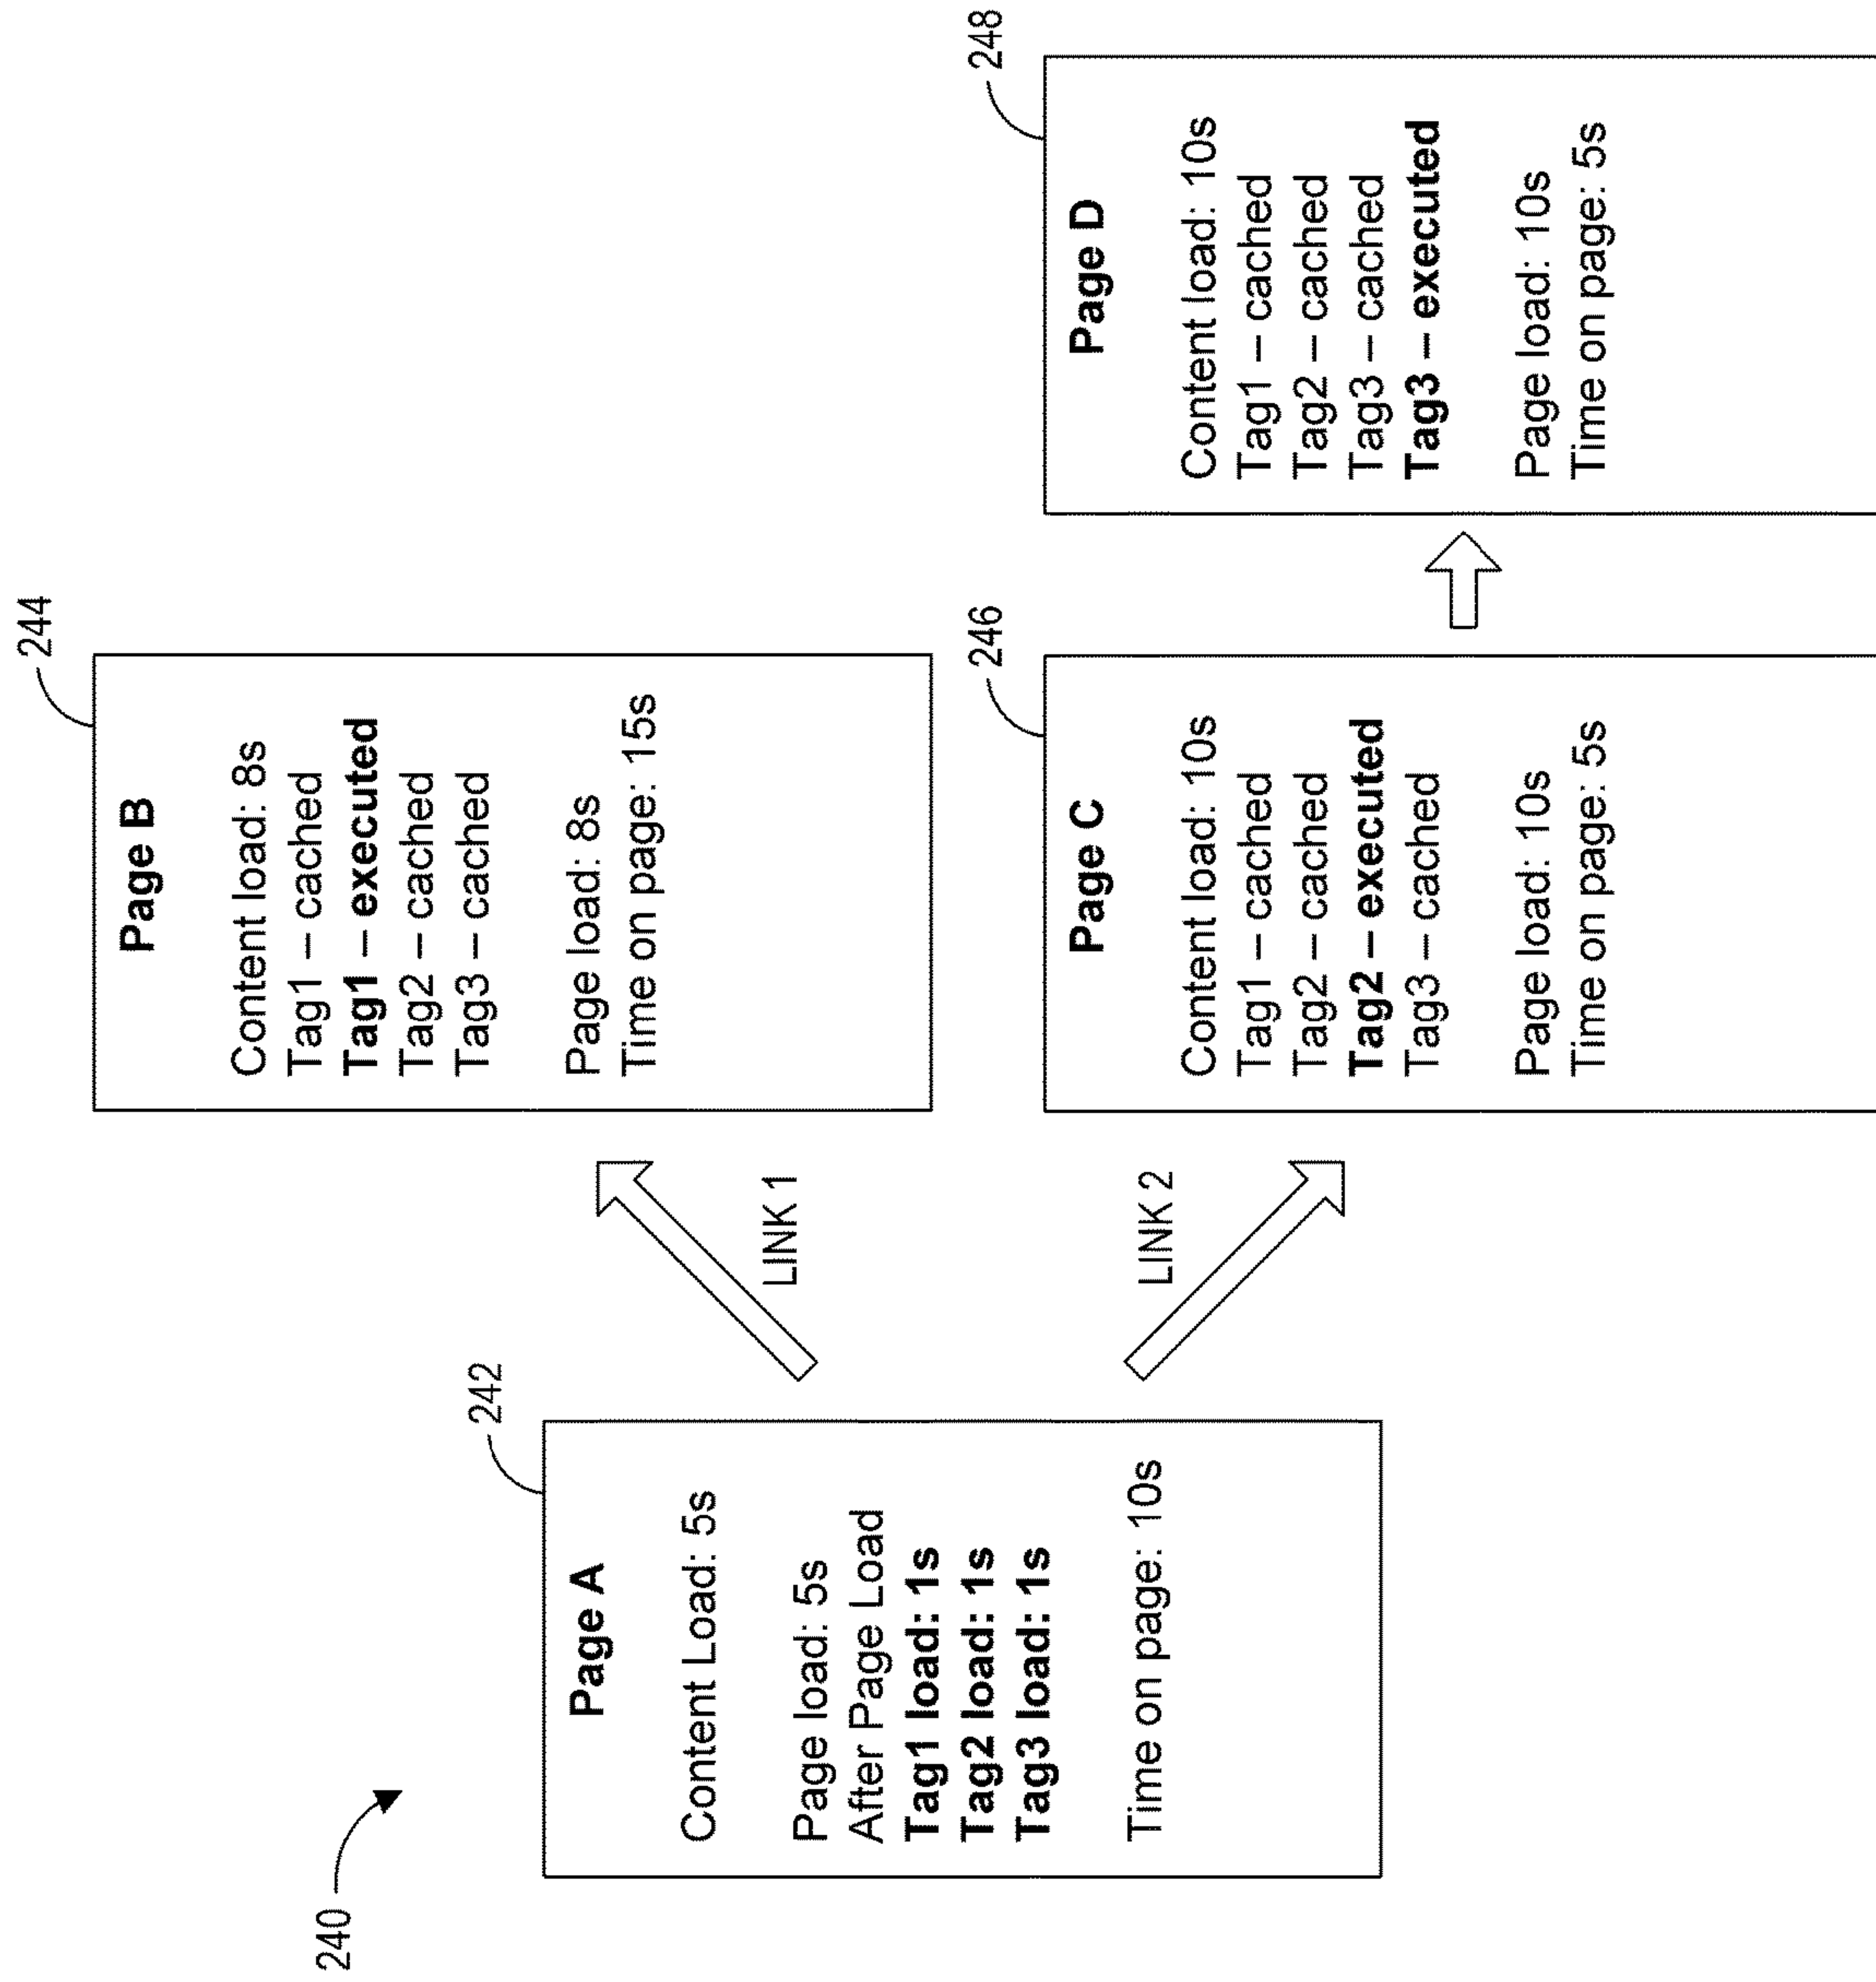 240
242
Page A
Content Load: 5s
Page load: 5s
After Page Load
Tag1 load: 1s
Tag2 load: 1s
Tag3 load: 1s
Time on page: 10s
LINK 1
LINK 2
244
Page B
Content load: 8s
Tag1 – cached
Tag1 – executed
Tag2 – cached
Tag3 – cached
Page load: 8s
Time on page: 15s
246
Page C
Content load: 10s
Tag1 – cached
Tag2 – cached
Tag2 – executed
Tag3 – cached
Page load: 10s
Time on page: 5s
248
Page D
Content load: 10s
Tag1 – cached
Tag2 – cached
Tag3 – cached
Tag3 – executed
Page load: 10s
Time on page: 5s